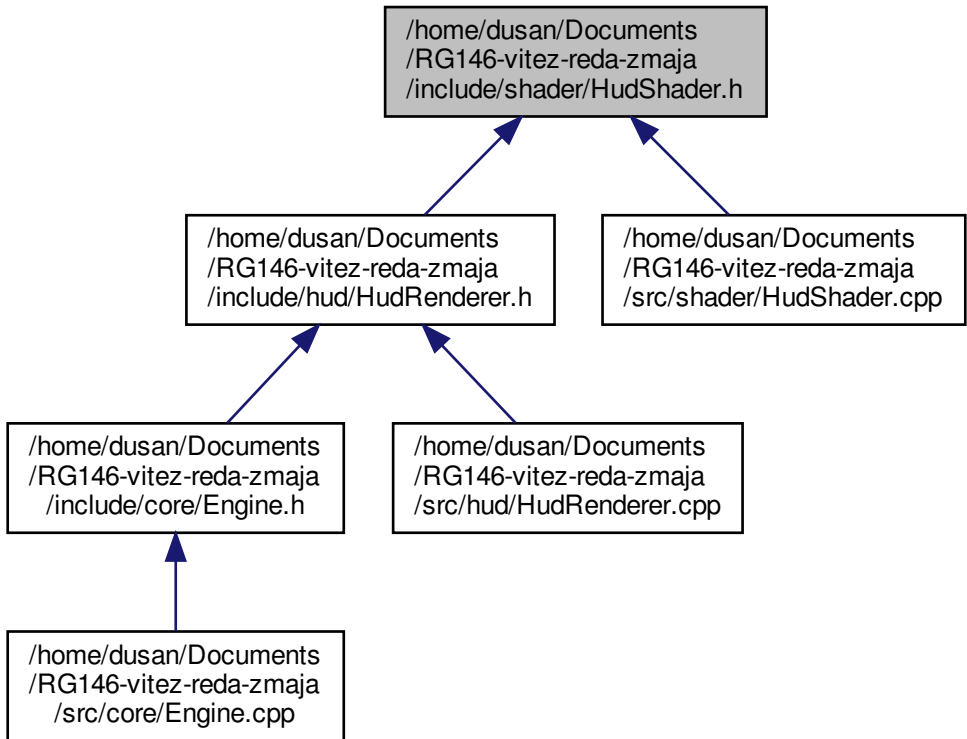 /home/dusan/Documents
/RG146-vitez-reda-zmaja
/include/shader/HudShader.h
/home/dusan/Documents
/RG146-vitez-reda-zmaja
/include/hud/HudRenderer.h
/home/dusan/Documents
/RG146-vitez-reda-zmaja
/src/shader/HudShader.cpp
/home/dusan/Documents
/RG146-vitez-reda-zmaja
/include/core/Engine.h
/home/dusan/Documents
/RG146-vitez-reda-zmaja
/src/hud/HudRenderer.cpp
/home/dusan/Documents
/RG146-vitez-reda-zmaja
/src/core/Engine.cpp